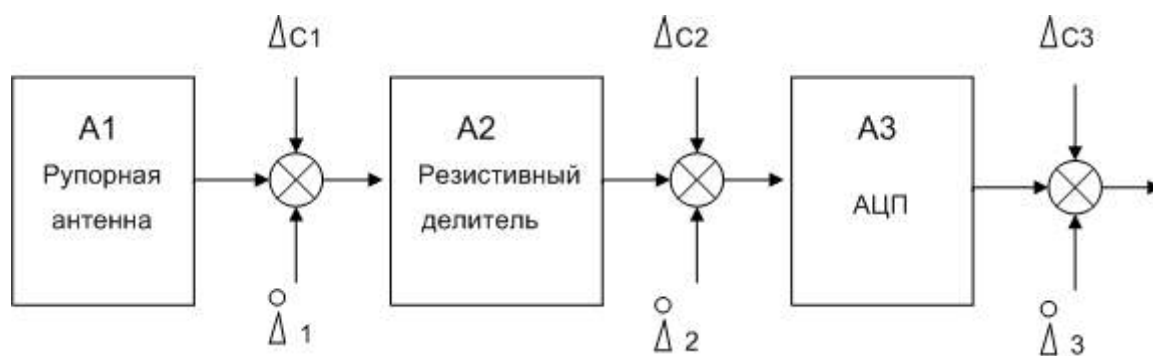 ΔC1
ΔC2
ΔC3
A1
Рупорная
антенна
A2
Резистивный
делитель
A3
АЦП
Δ̊ 1
Δ̊ 2
Δ̊ 3